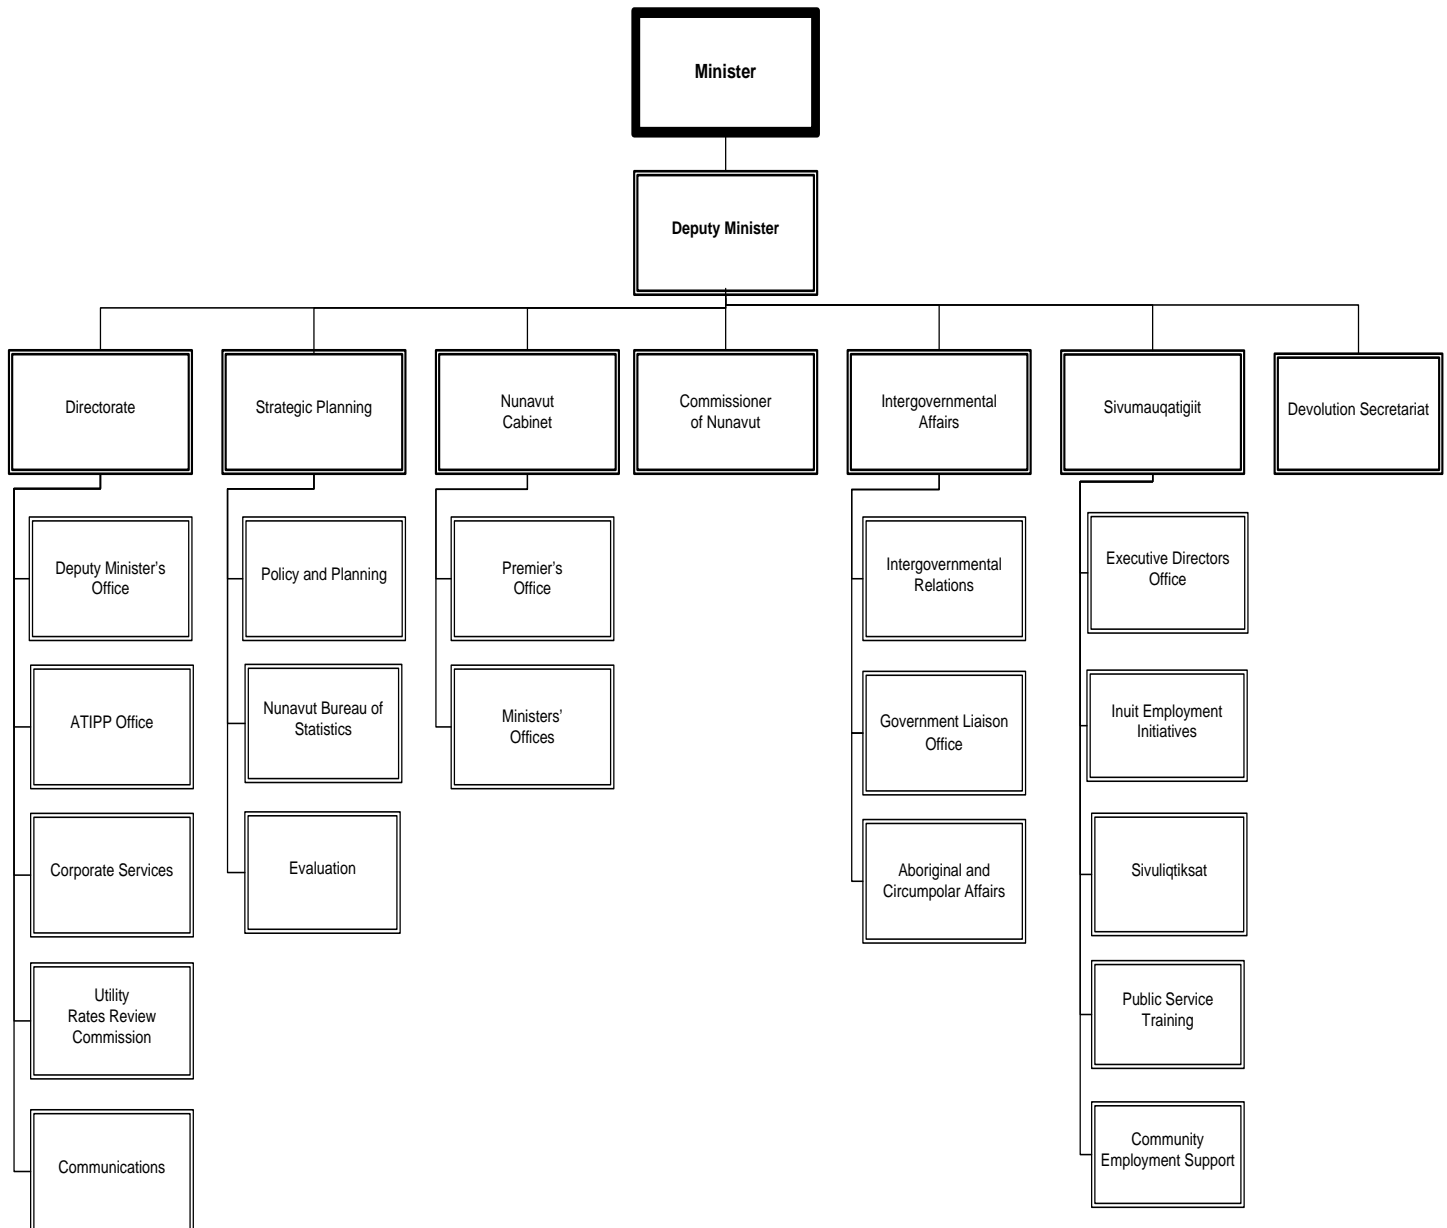 Minister
Deputy Minister
Directorate
Strategic Planning
Nunavut
Cabinet
Commissioner
of Nunavut
Intergovernmental
Affairs
Sivumauqatigiit
Devolution Secretariat
Deputy Minister’s
Office
ATIPP Office
Corporate Services
Utility
Rates Review
Commission
Communications
Policy and Planning
Nunavut Bureau of
Statistics
Evaluation
Premier’s
Office
Ministers’
Offices
Intergovernmental
Relations
Government Liaison
Office
Aboriginal and
Circumpolar Affairs
Executive Directors
Office
Inuit Employment
Initiatives
Sivuliqtiksat
Public Service
Training
Community
Employment Support